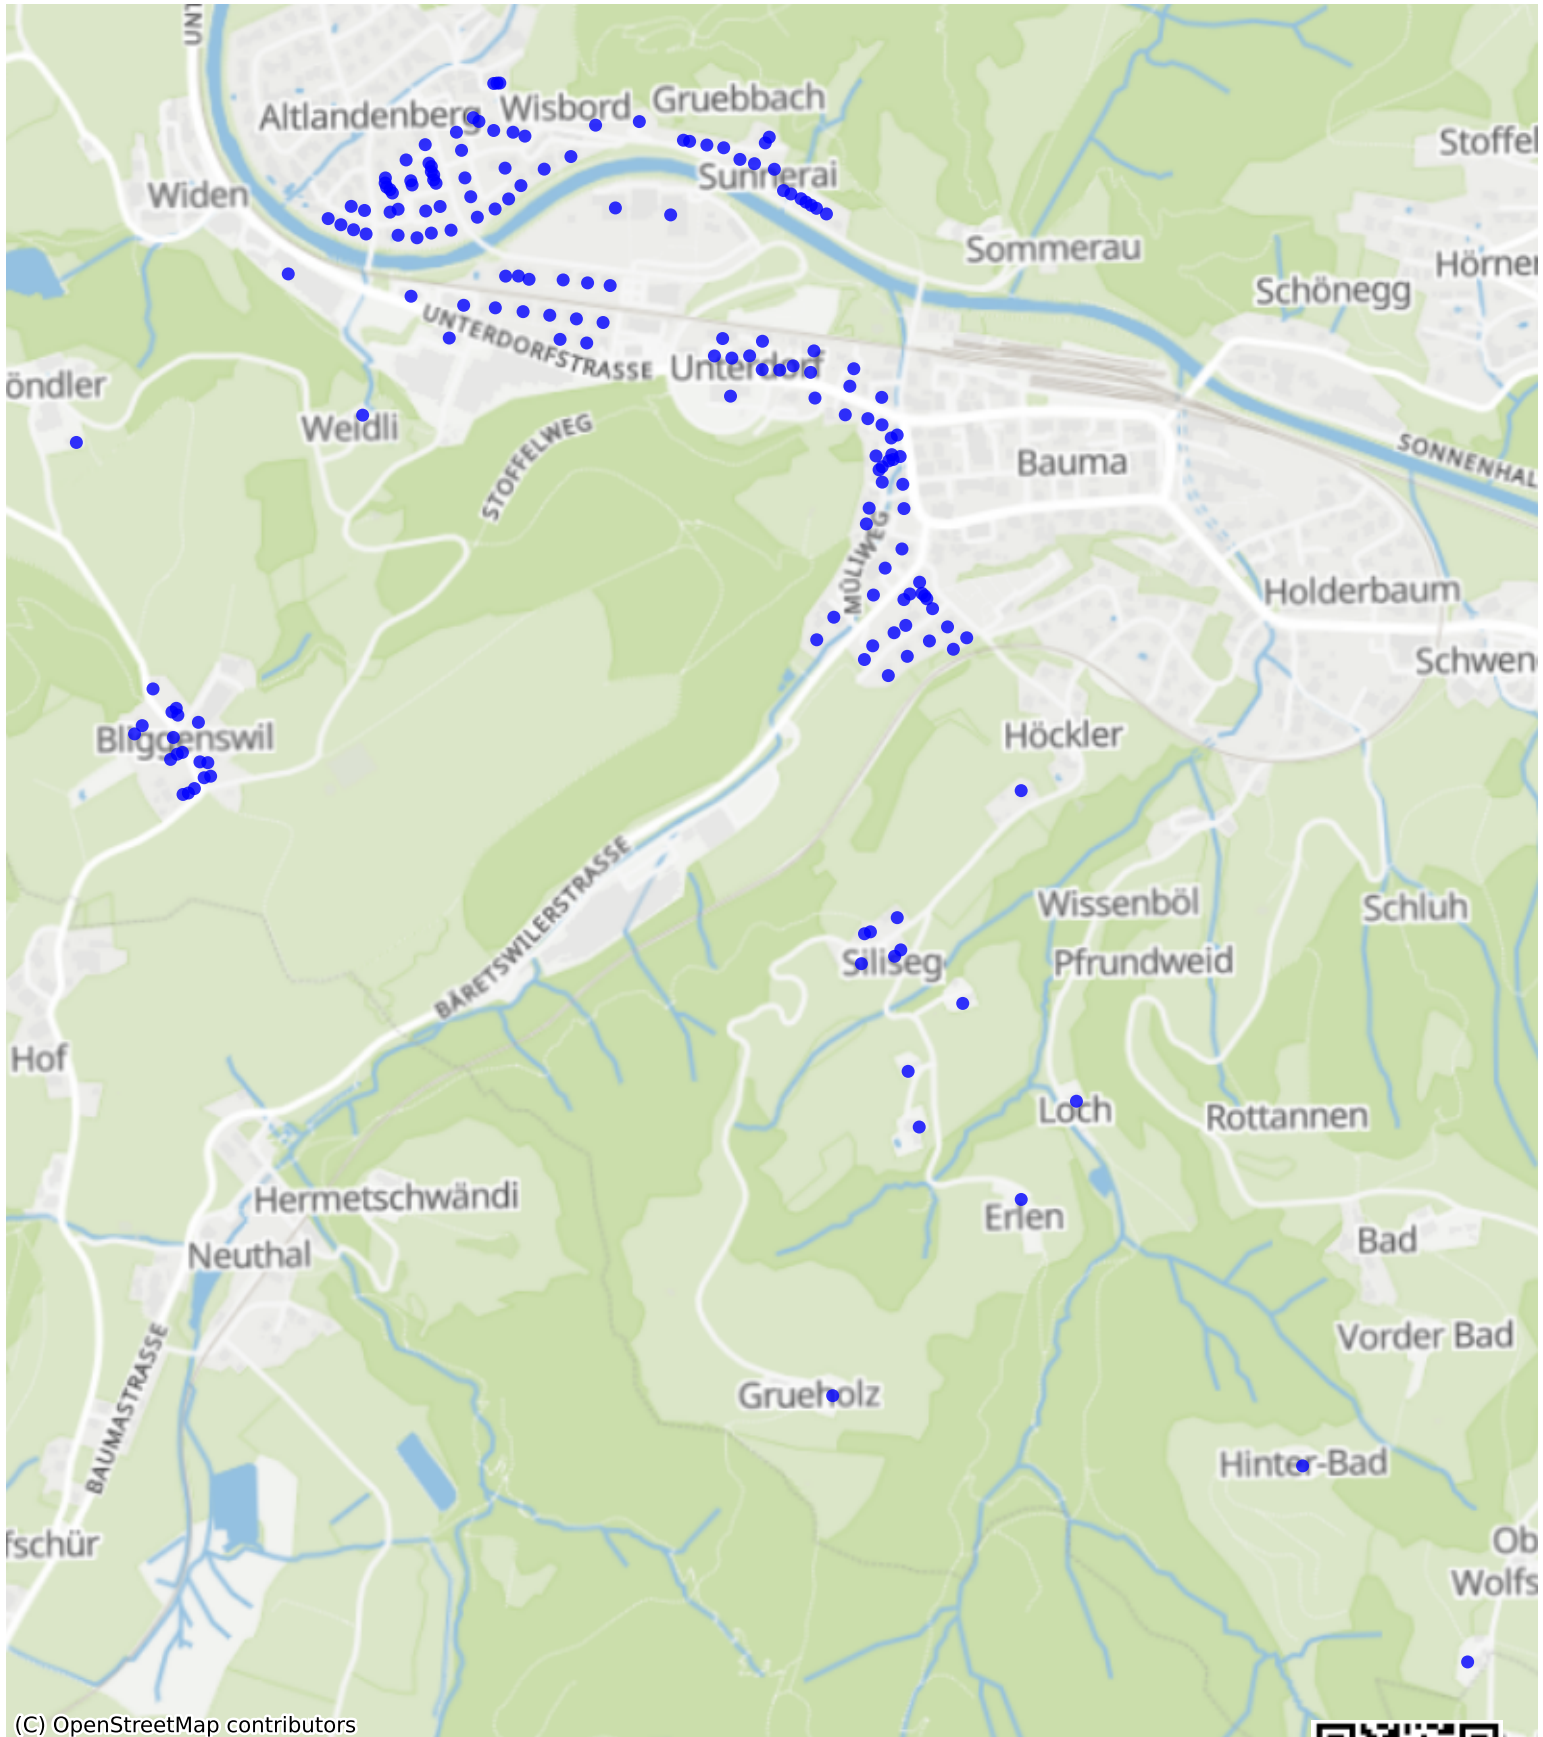 UNT
Altlandenberg
Wisbord
Gruebbach
Stoffel
Widen
Sunnerai
Sommerau
Hörner
Schönegg
UNTERDORFSTRASSE
Unterdorf
öndler
Weidli
STOFFELWEG
Bauma
SONNENHAL
MÜLIWEG
Holderbaum
Schwen
Bliggenswil
Höckler
BÄRETSWILERSTRASSE
Wissenböl
Schluh
Siliseg
Pfrundweid
Hof
Loch
Rottannen
Hermetschwändi
Erlen
Neuthal
Bad
BAUMASTRASSE
Vorder Bad
Grueholz
Hinter-Bad
fschür
Ob
Wolfs
(C) OpenStreetMap contributors